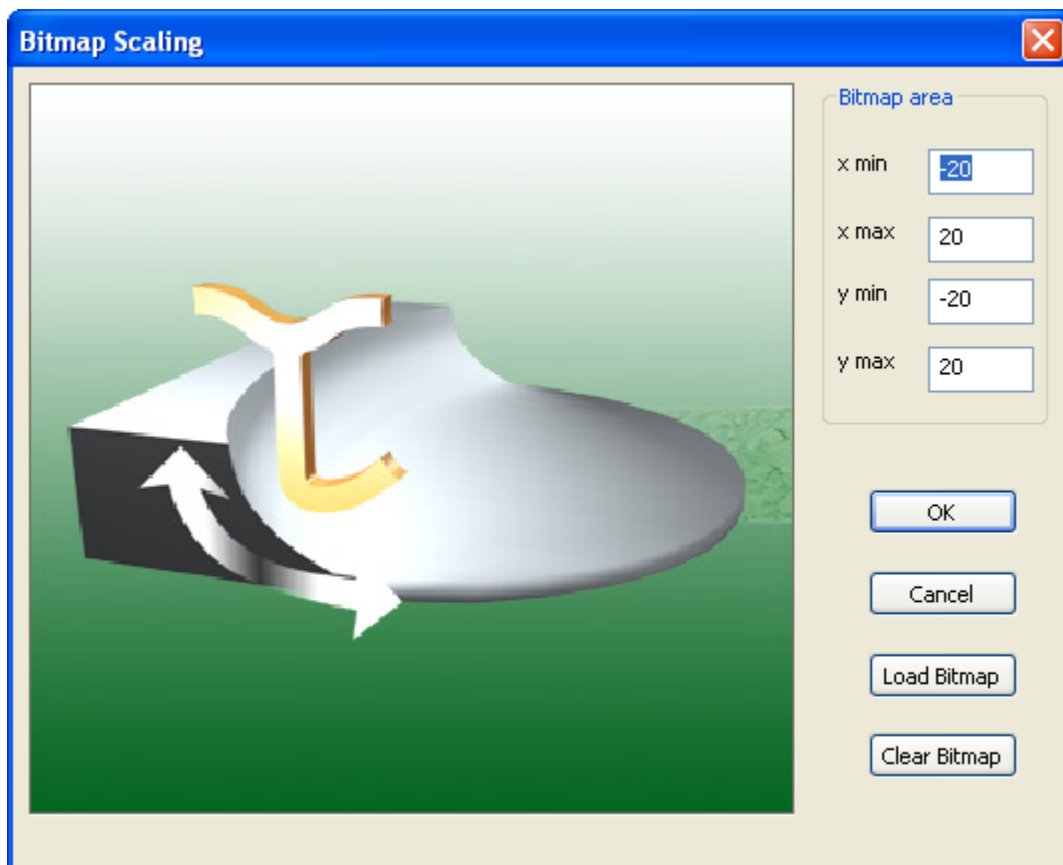 Bitmap Scaling
Bitmap area
x min -20
x max 20
y min -20
y max 20
OK
Cancel
Load Bitmap
Clear Bitmap